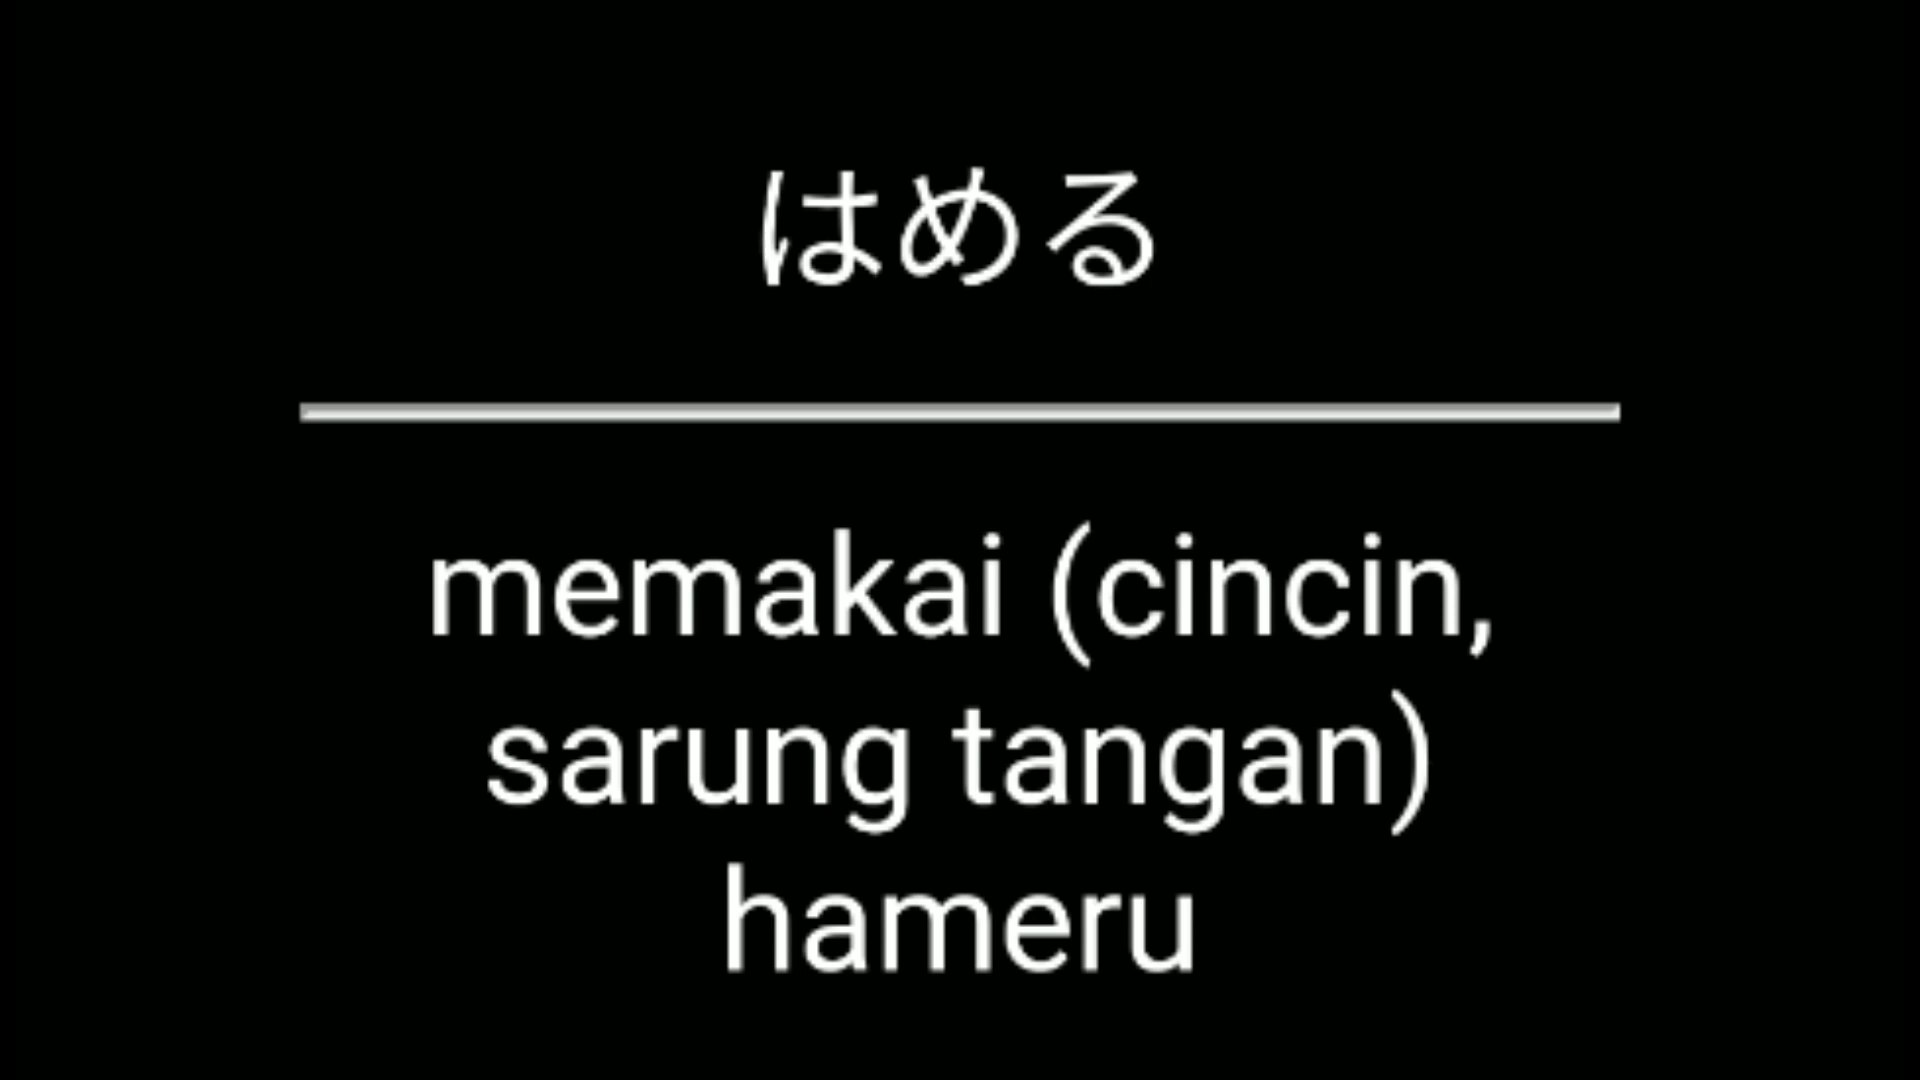 はめる
memakai (cincin,
sarung tangan)
hameru